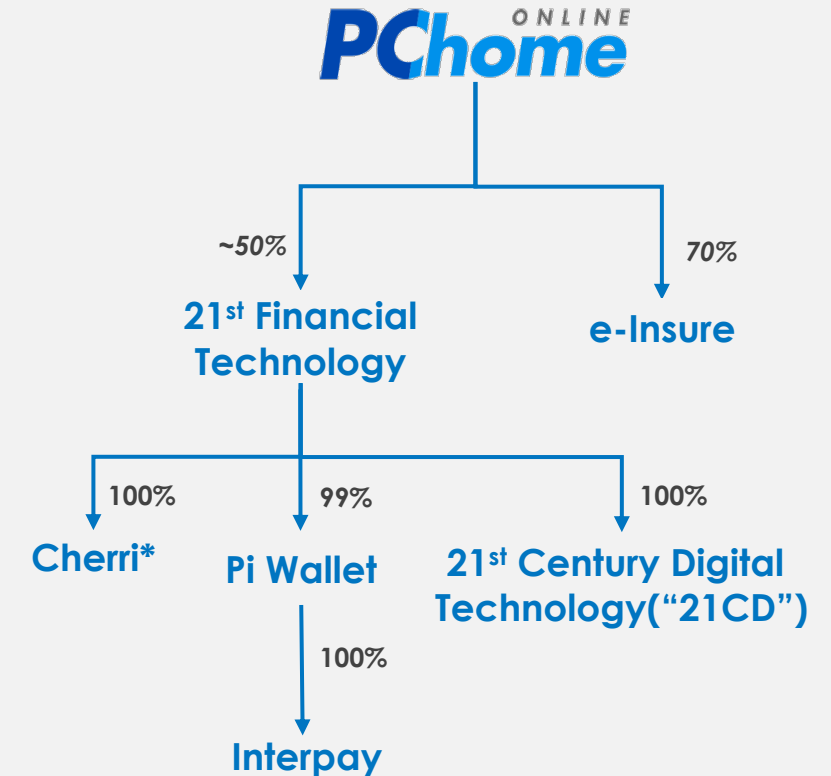 ONLINE
PChome
~50%
70%
21st Financial
Technology
e-Insure
100%
99%
100%
Cherri*
Pi Wallet
21st Century Digital
Technology(“21CD”)
100%
Interpay